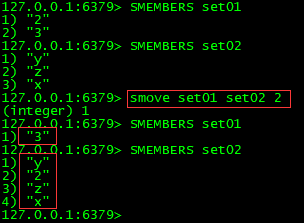 127.0.0.1:6379> SMEMBERS set01
1) "2"
2) "3"
127.0.0.1:6379> SMEMBERS set02
1) "y"
2) "z"
3) "x"
127.0.0.1:6379> smove set01 set02 2
(integer) 1
127.0.0.1:6379> SMEMBERS set01
1) "3"
127.0.0.1:6379> SMEMBERS set02
1) "y"
2) "2"
3) "z"
4) "x"
127.0.0.1:6379>